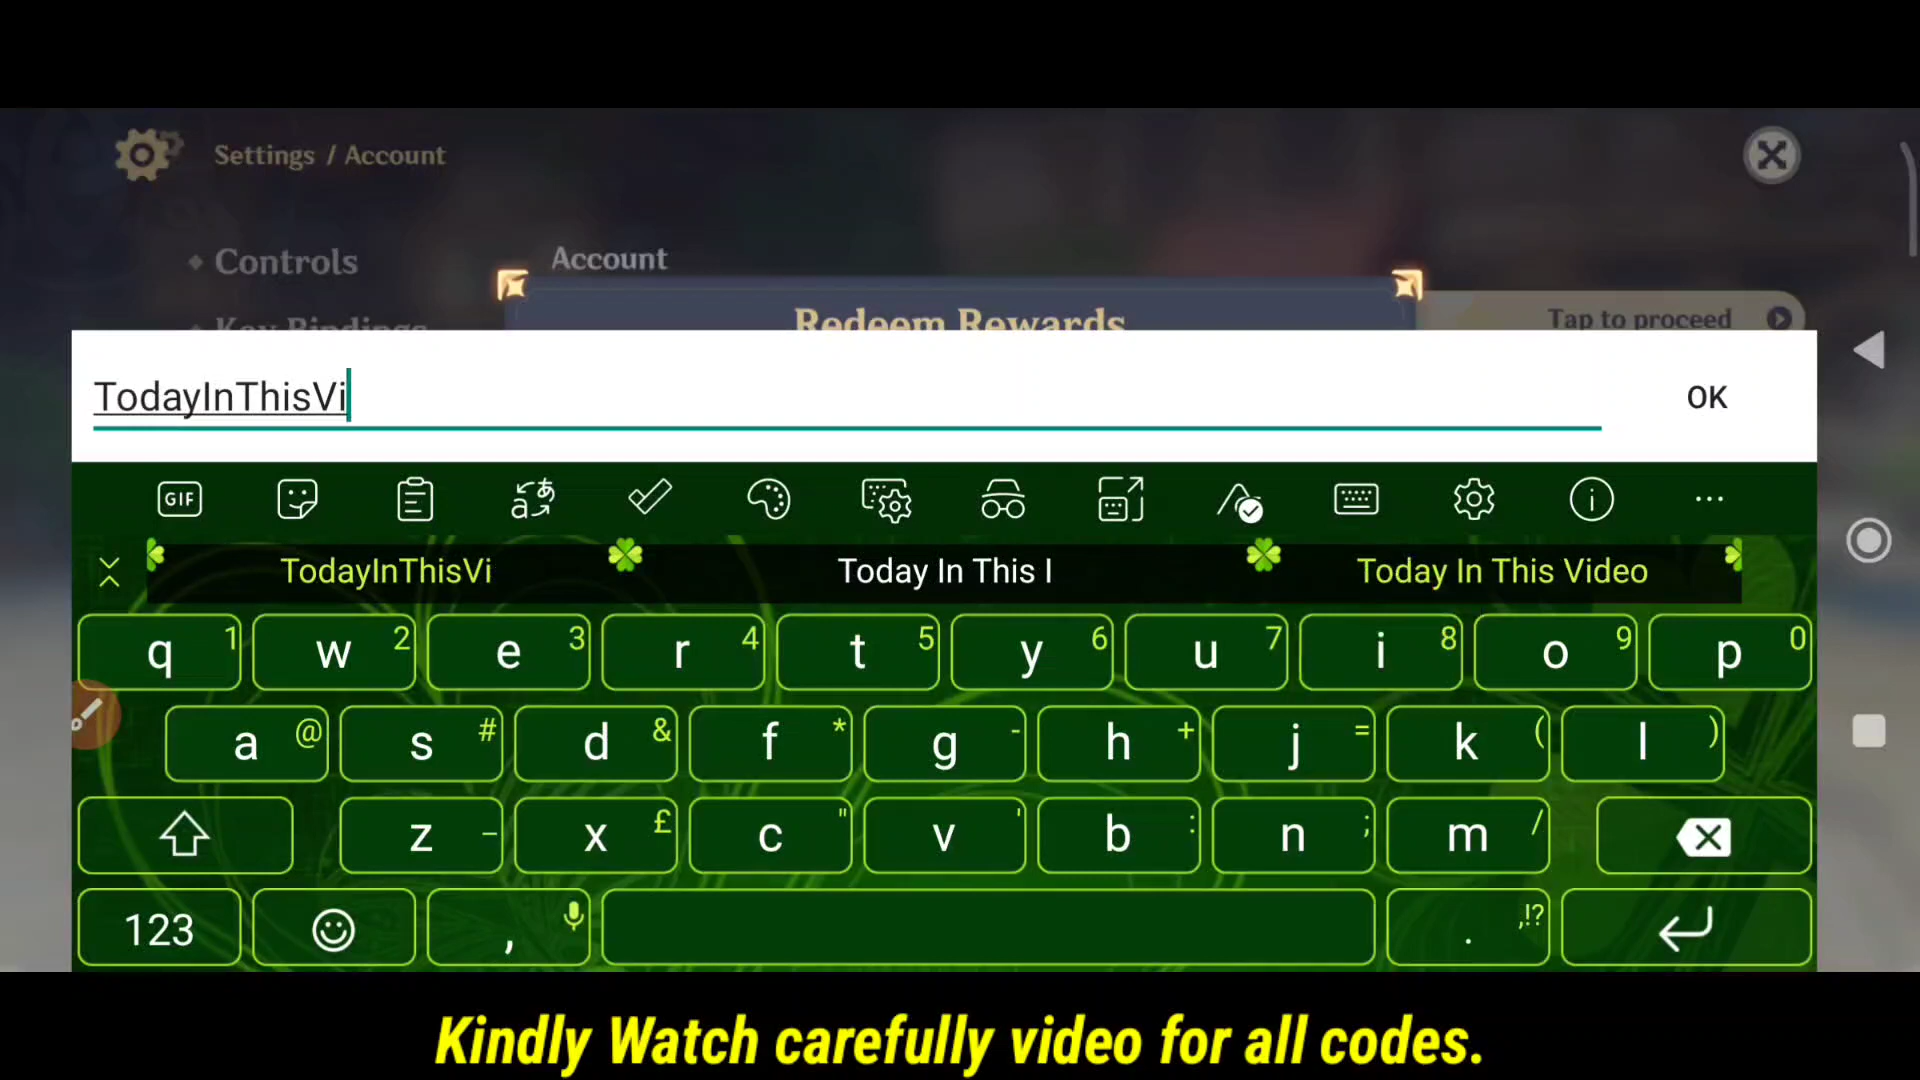 Settings / Account
Controls
Account
Key Bindings
Redeem Rewards
Tap to proceed
TodayInThisVi
OK
GIF
TodayInThisVi
Today In This I
Today In This Video
q 1 w 2 e 3 r 4 t 5 y 6 u 7 i 8 o 9 p 0
a @ s # d & f * g - h + j = k ( l )
z _ x £ c " v ' b : n ; m /
123 , . ,!?
Kindly Watch carefully video for all codes.